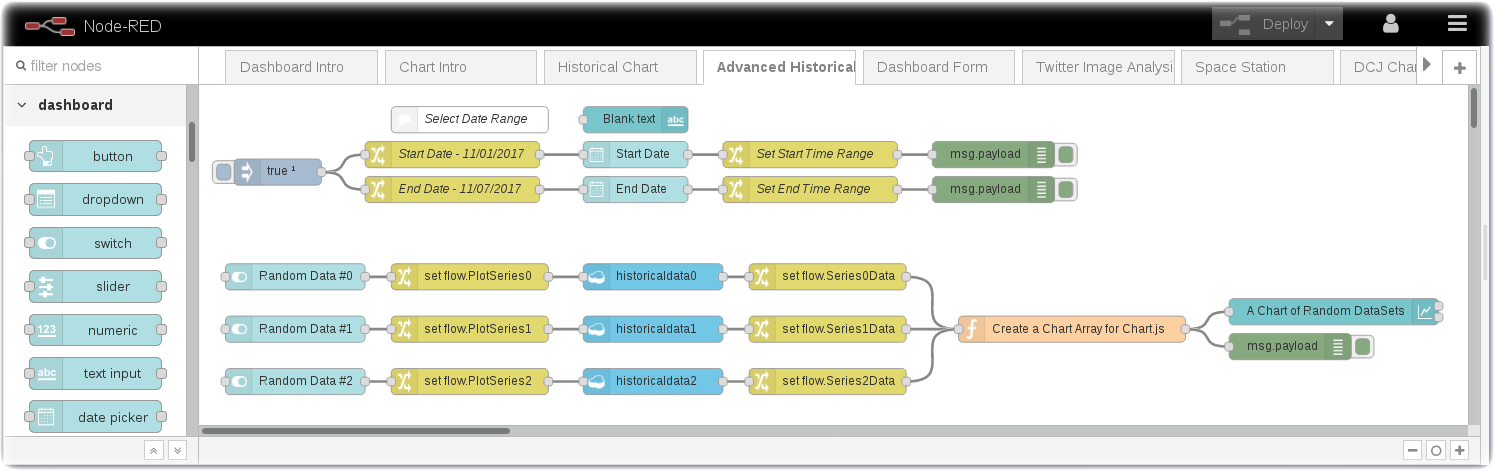 Node-RED
Deploy
filter nodes
Dashboard Intro
Chart Intro
Historical Chart
Advanced Historical
Dashboard Form
Twitter Image Analysi
Space Station
DCJ Char
dashboard
button
dropdown
switch
slider
123 numeric
abc text input
date picker
Select Date Range
Blank text abc
true ¹
Start Date - 11/01/2017
Start Date
Set Start Time Range
msg.payload
End Date - 11/07/2017
End Date
Set End Time Range
msg.payload
Random Data #0
set flow.PlotSeries0
historicaldata0
set flow.Series0Data
Random Data #1
set flow.PlotSeries1
historicaldata1
set flow.Series1Data
Random Data #2
set flow.PlotSeries2
historicaldata2
set flow.Series2Data
Create a Chart Array for Chart.js
A Chart of Random DataSets
msg.payload